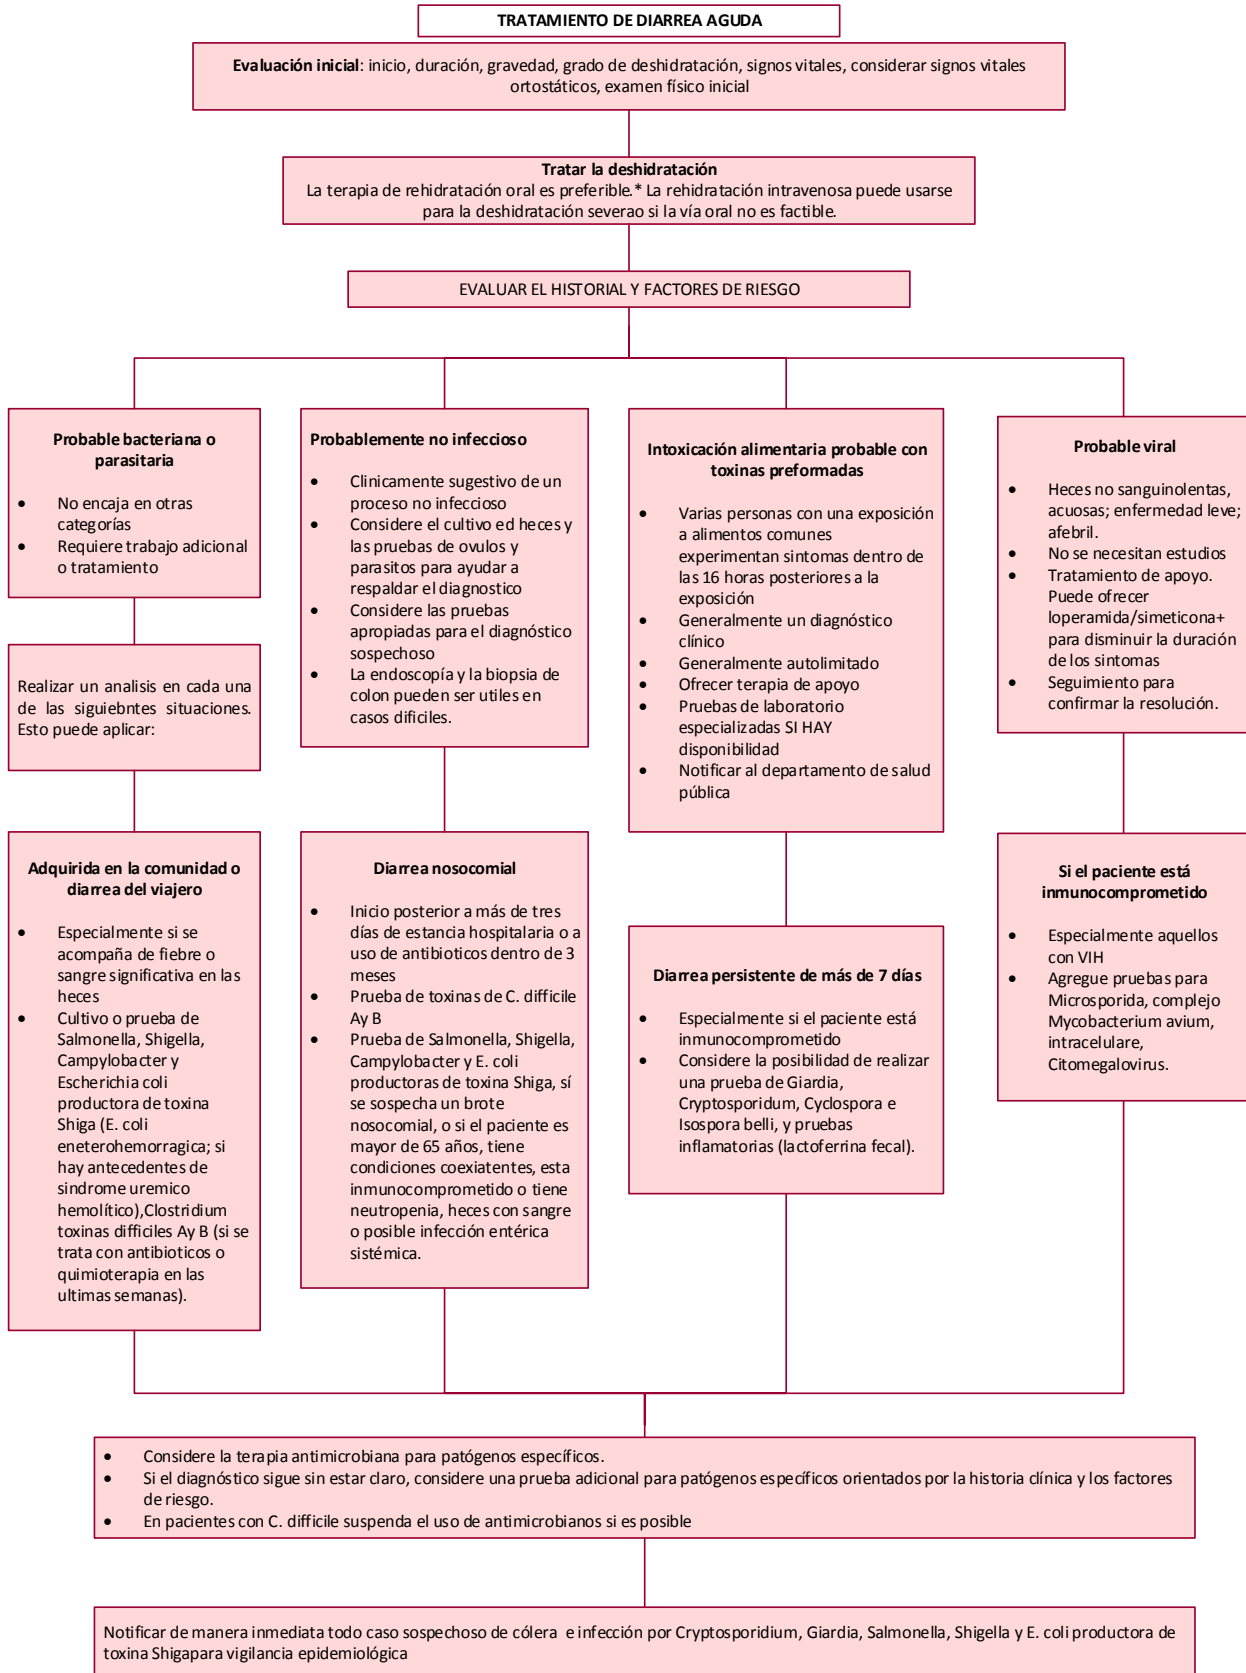 TRATAMIENTO DE DIARREA AGUDA
Evaluación inicial: inicio, duración, gravedad, grado de deshidratación, signos vitales, considerar signos vitales
ortostáticos, examen físico inicial
Tratar la deshidratación
La terapia de rehidratación oral es preferible.* La rehidratación intravenosa puede usarse
para la deshidratación severao si la vía oral no es factible.
EVALUAR EL HISTORIAL Y FACTORES DE RIESGO
Probable bacteriana o
parasitaria
• No encaja en otras
categorías
• Requiere trabajo adicional
o tratamiento
Realizar un analisis en cada una
de las siguiebntes situaciones.
Esto puede aplicar:
Adquirida en la comunidad o
diarrea del viajero
• Especialmente si se
acompaña de fiebre o
sangre significativa en las
heces
• Cultivo o prueba de
Salmonella, Shigella,
Campylobacter y
Escherichia coli
productora de toxina
Shiga (E. coli
eneterohemorragica; si
hay antecedentes de
sindrome uremico
hemolítico),Clostridium
toxinas difficiles Ay B (si se
trata con antibioticos o
quimioterapia en las
ultimas semanas).
Probablemente no infeccioso
• Clinicamente sugestivo de un
proceso no infeccioso
• Considere el cultivo ed heces y
las pruebas de ovulos y
parasitos para ayudar a
respaldar el diagnostico
• Considere las pruebas
apropiadas para el diagnóstico
sospechoso
• La endoscopía y la biopsia de
colon pueden ser utiles en
casos dificiles.
Diarrea nosocomial
• Inicio posterior a más de tres
días de estancia hospitalaria o a
uso de antibioticos dentro de 3
meses
• Prueba de toxinas de C. difficile
Ay B
• Prueba de Salmonella, Shigella,
Campylobacter y E. coli
productoras de toxina Shiga, sí
se sospecha un brote
nosocomial, o si el paciente es
mayor de 65 años, tiene
condiciones coexiatentes, esta
inmunocomprometido o tiene
neutropenia, heces con sangre
o posible infección entérica
sistémica.
Intoxicación alimentaria probable con
toxinas preformadas
• Varias personas con una exposición
a alimentos comunes
experimentan sintomas dentro de
las 16 horas posteriores a la
exposición
• Generalmente un diagnóstico
clínico
• Generalmente autolimitado
• Ofrecer terapia de apoyo
• Pruebas de laboratorio
especializadas SI HAY
disponibilidad
• Notificar al departamento de salud
pública
Diarrea persistente de más de 7 días
• Especialmente si el paciente está
inmunocomprometido
• Considere la posibilidad de realizar
una prueba de Giardia,
Cryptosporidum, Cyclospora e
Isospora belli, y pruebas
inflamatorias (lactoferrina fecal).
Probable viral
• Heces no sanguinolentas,
acuosas; enfermedad leve;
afebril.
• No se necesitan estudios
• Tratamiento de apoyo.
Puede ofrecer
loperamida/simeticona+
para disminuir la duración
de los sintomas
• Seguimiento para
confirmar la resolución.
Si el paciente está
inmunocomprometido
• Especialmente aquellos
con VIH
• Agregue pruebas para
Microsporida, complejo
Mycobacterium avium,
intracelulare,
Citomegalovirus.
• Considere la terapia antimicrobiana para patógenos específicos.
• Si el diagnóstico sigue sin estar claro, considere una prueba adicional para patógenos específicos orientados por la historia clínica y los factores
de riesgo.
• En pacientes con C. difficile suspenda el uso de antimicrobianos si es posible
Notificar de manera inmediata todo caso sospechoso de cólera e infección por Cryptosporidium, Giardia, Salmonella, Shigella y E. coli productora de
toxina Shigapara vigilancia epidemiológica